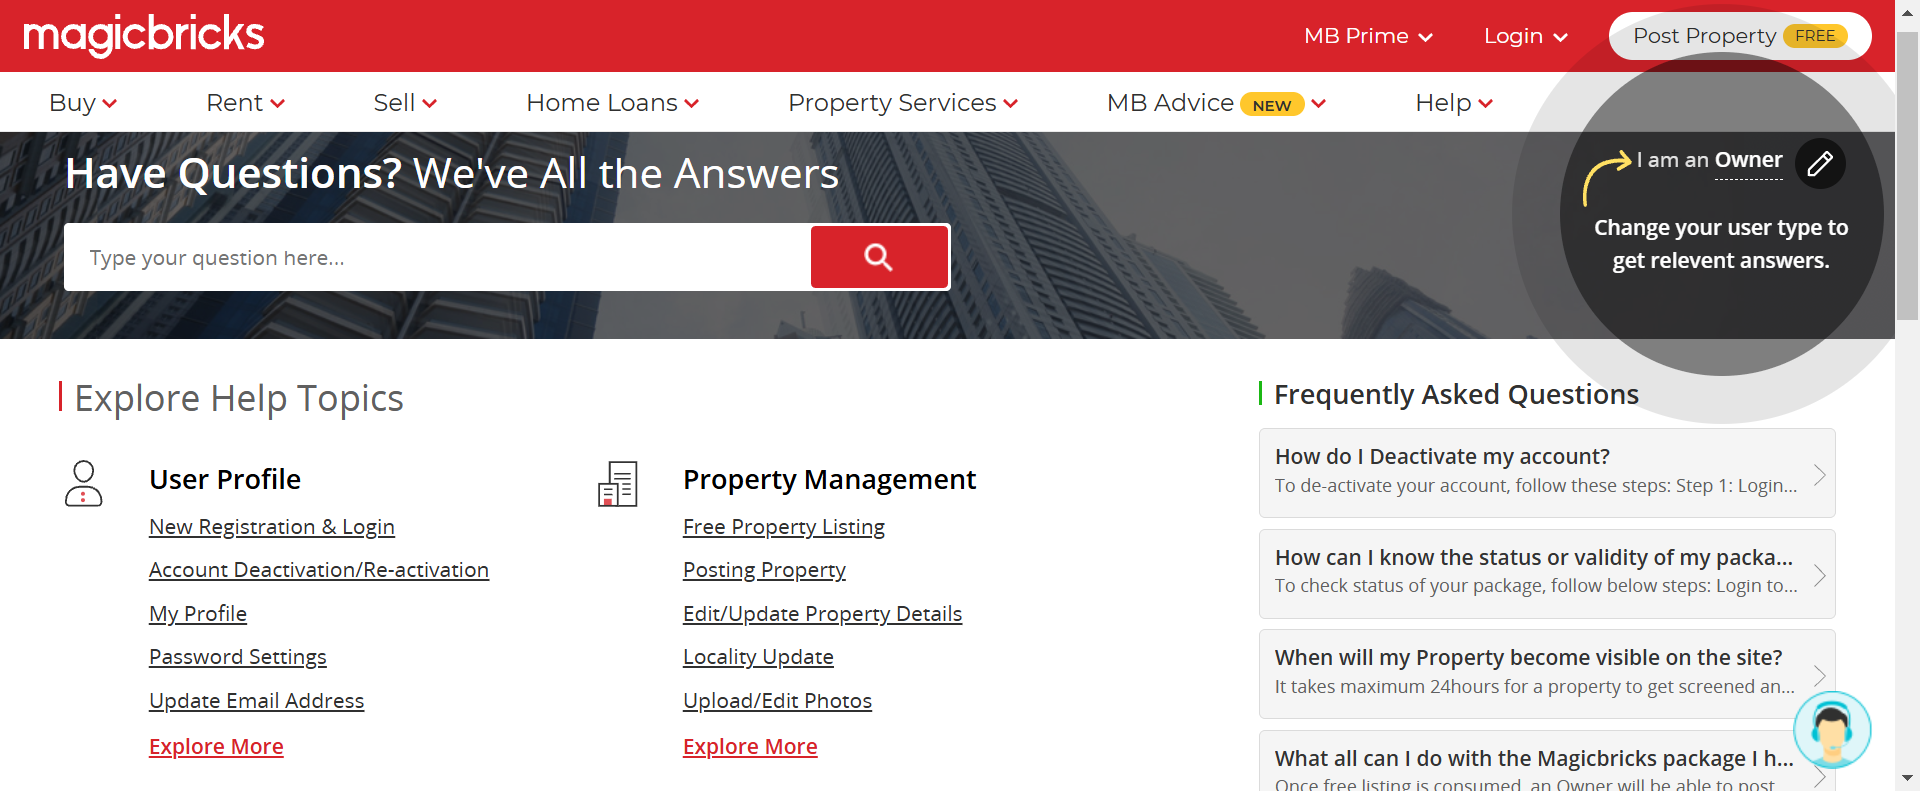 magicbricks
MB Prime
Login
Post Property FREE
Buy
Rent
Sell
Home Loans
Property Services
MB Advice NEW
Help
Have Questions? We've All the Answers
Type your question here...
I am an Owner
Change your user type to
get relevent answers.
Explore Help Topics
User Profile
New Registration & Login
Account Deactivation/Re-activation
My Profile
Password Settings
Update Email Address
Explore More
Property Management
Free Property Listing
Posting Property
Edit/Update Property Details
Locality Update
Upload/Edit Photos
Explore More
Frequently Asked Questions
How do I Deactivate my account?
To de-activate your account, follow these steps: Step 1: Login...
How can I know the status or validity of my packa...
To check status of your package, follow below steps: Login to...
When will my Property become visible on the site?
It takes maximum 24hours for a property to get screened an...
What all can I do with the Magicbricks package I h...
Once free listing is consumed, an Owner will be able to post